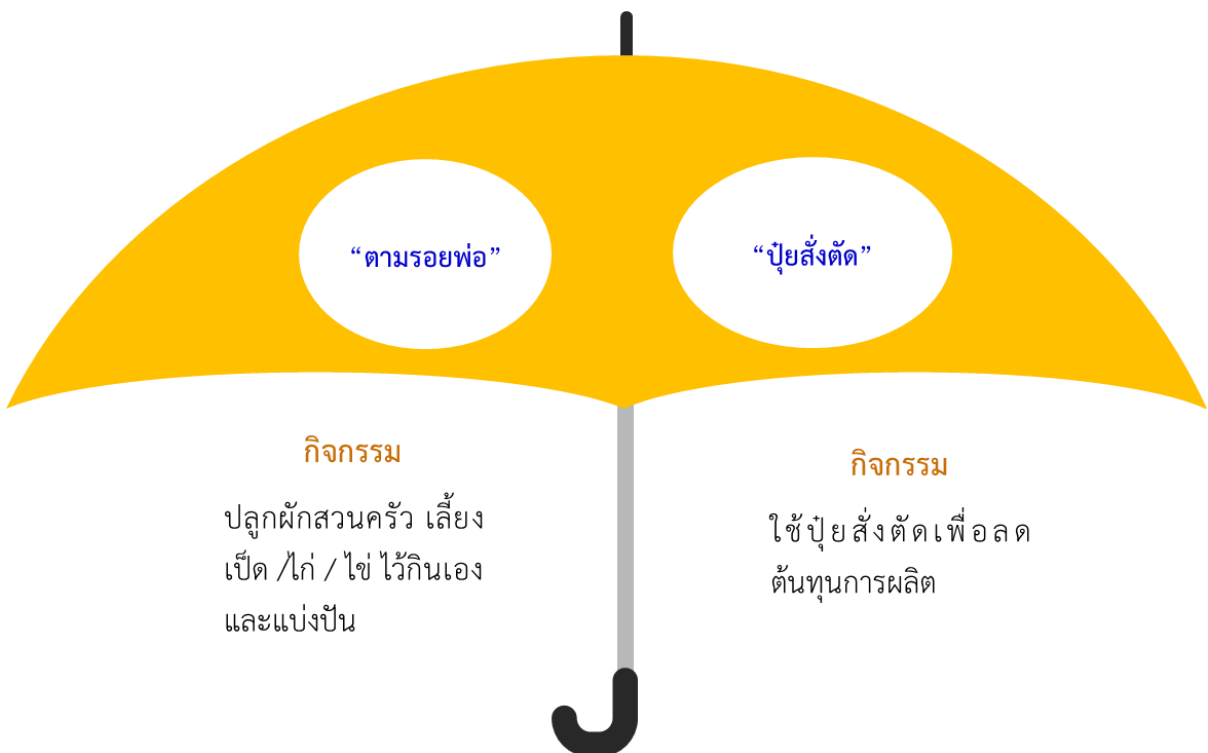 “ตามรอยพ่อ”
“ปุ๋ยสั่งตัด”
กิจกรรม
ปลูกผักสวนครัว เลี้ยง
เป็ด /ไก่ / ไข่ ไว้กินเอง
และแบ่งปัน
กิจกรรม
ใช้ปุ๋ยสั่งตัดเพื่อลด
ต้นทุนการผลิต